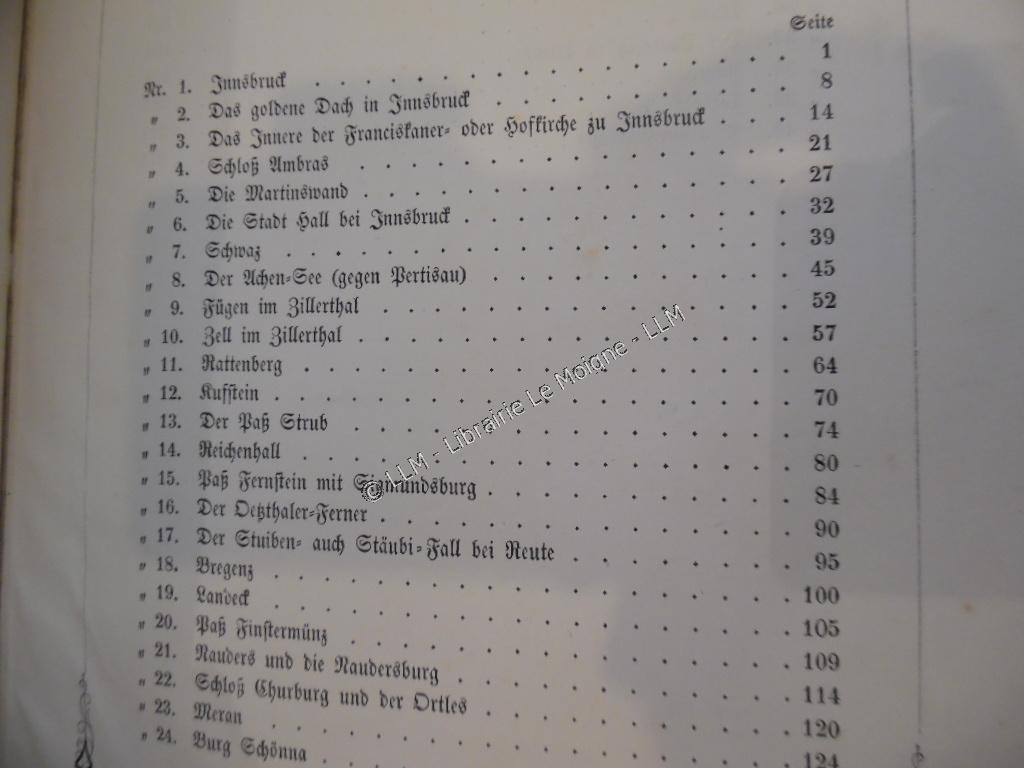 Seite
Nr. 1. Innsbruck . . . . . . . . . . . . . . . . . . 1
„ 2. Das goldene Dach in Innsbruck . . . . . . . . . . . 8
„ 3. Das Innere der Franciskaner- oder Hofkirche zu Innsbruck . . . 14
„ 4. Schloß Ambras . . . . . . . . . . . . . . . . 21
„ 5. Die Martinswand . . . . . . . . . . . . . . . . 27
„ 6. Die Stadt Hall bei Innsbruck . . . . . . . . . . . . 32
„ 7. Schwaz . . . . . . . . . . . . . . . . . . . 39
„ 8. Der Achen-See (gegen Pertisau) . . . . . . . . . . . 45
„ 9. Fügen im Zillerthal . . . . . . . . . . . . . . . 52
„ 10. Zell im Zillerthal . . . . . . . . . . . . . . . . 57
„ 11. Rattenberg . . . . . . . . . . . . . . . . . . 64
„ 12. Kufstein . . . . . . . . . . . . . . . . . . . 70
„ 13. Der Paß Strub . . . . . . . . . . . . . . . . 74
„ 14. Reichenhall . . . . . . . . . . . . . . . . . . 80
„ 15. Paß Fernstein mit Sigmundsburg . . . . . . . . . . . 84
„ 16. Der Oetzthaler-Ferner . . . . . . . . . . . . . . . 90
„ 17. Der Stuiben- auch Stäubi-Fall bei Reute . . . . . . . . 95
„ 18. Bregenz . . . . . . . . . . . . . . . . . . . 100
„ 19. Landeck . . . . . . . . . . . . . . . . . . . 105
„ 20. Paß Finstermünz . . . . . . . . . . . . . . . . 109
„ 21. Nauders und die Naudersburg . . . . . . . . . . . . 114
„ 22. Schloß Churburg und der Ortles . . . . . . . . . . . 120
„ 23. Meran . . . . . . . . . . . . . . . . . . . 124
„ 24. Burg Schönna . . . . . . . . . . . . . . . . .
© LLM - Librairie Le Moigne - LLM